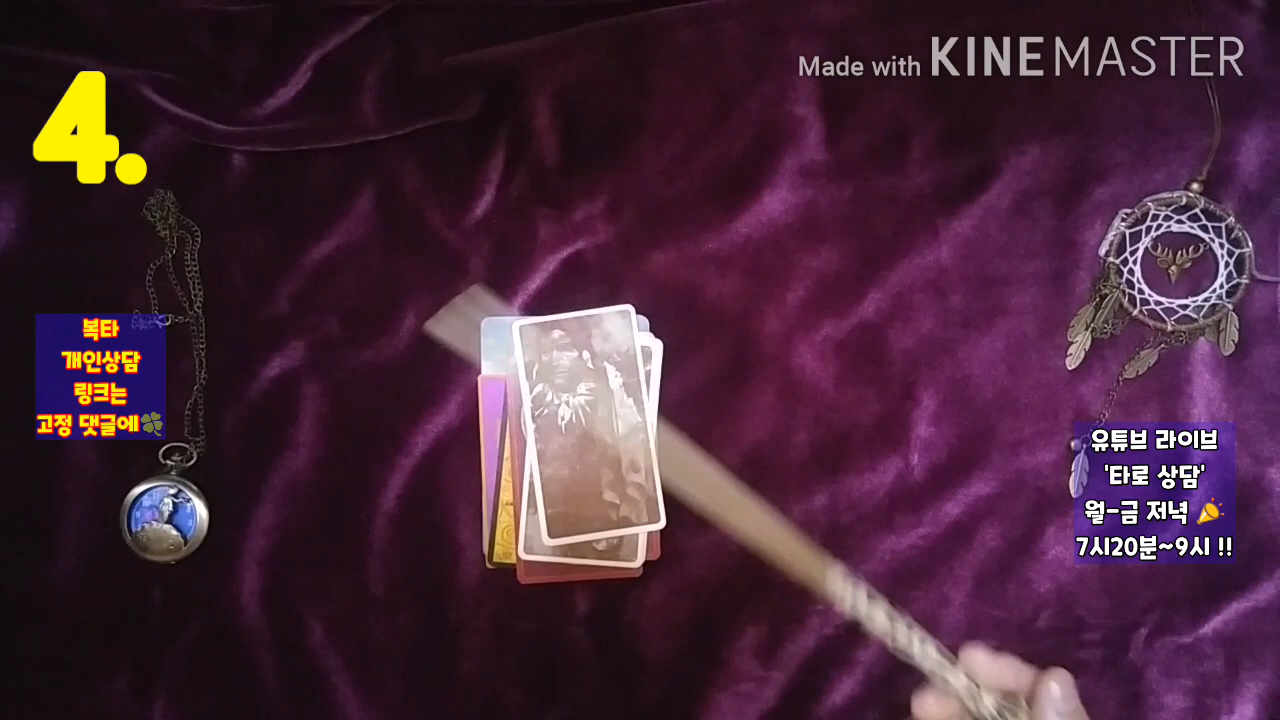 Made with KINEMASTER
4.
복타
개인상담
링크는
고정 댓글에🍀
유튜브 라이브
'타로 상담'
월-금 저녁 🎉
7시20분~9시 !!